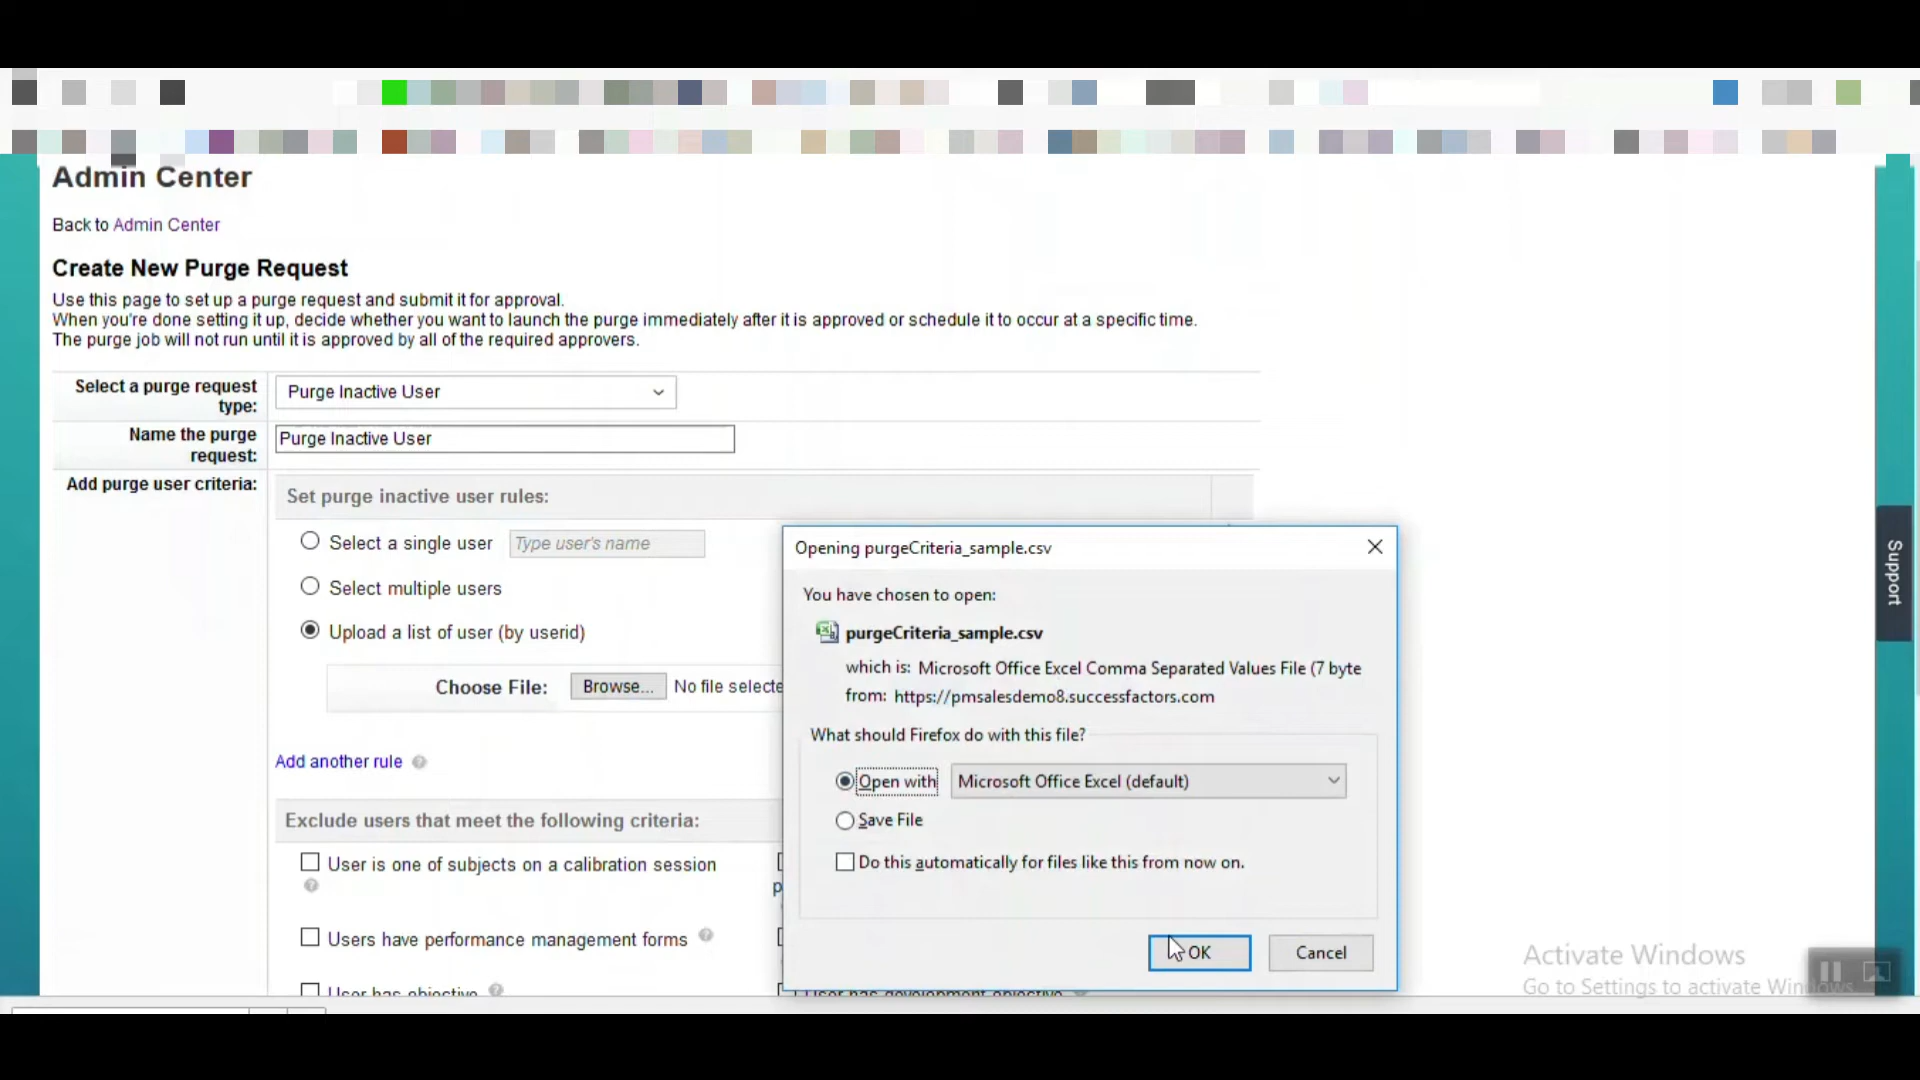 Admin Center
Back to Admin Center
Create New Purge Request
Use this page to set up a purge request and submit it for approval.
When you're done setting it up, decide whether you want to launch the purge immediately after it is approved or schedule it to occur at a specific time.
The purge job will not run until it is approved by all of the required approvers.
Select a purge request
type:
Purge Inactive User
Name the purge
request:
Purge Inactive User
Add purge user criteria:
Set purge inactive user rules:
Select a single user
Type user's name
Select multiple users
Upload a list of user (by userid)
Choose File:
Browse...
No file selecte
Add another rule
Exclude users that meet the following criteria:
User is one of subjects on a calibration session
p
Users have performance management forms
User has objective
User has development objective
Opening purgeCriteria_sample.csv
You have chosen to open:
purgeCriteria_sample.csv
which is: Microsoft Office Excel Comma Separated Values File (7 byte
from: https://pmsalesdemo8.successfactors.com
What should Firefox do with this file?
Open with
Microsoft Office Excel (default)
Save File
Do this automatically for files like this from now on.
OK
Cancel
Support
Activate Windows
Go to Settings to activate Windows.